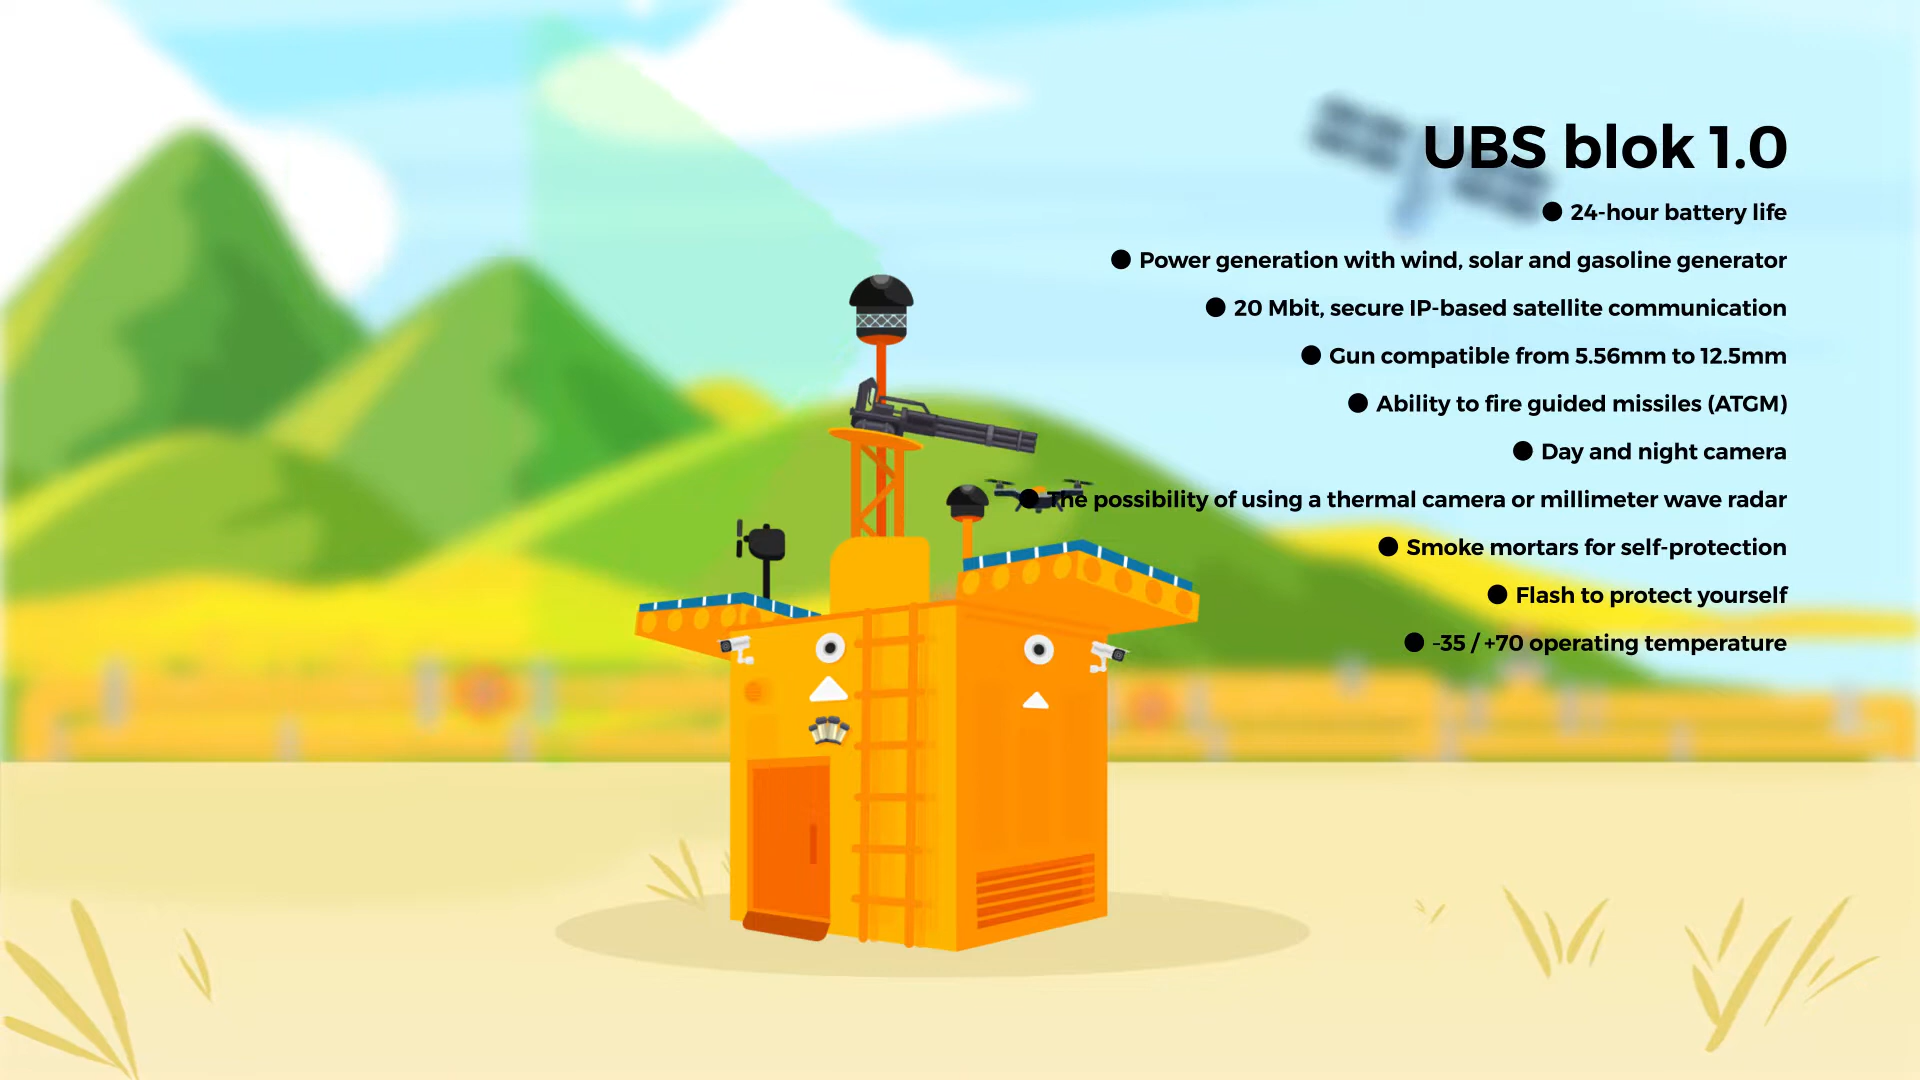 UBS blok 1.0
● 24-hour battery life
● Power generation with wind, solar and gasoline generator
● 20 Mbit, secure IP-based satellite communication
● Gun compatible from 5.56mm to 12.5mm
● Ability to fire guided missiles (ATGM)
● Day and night camera
● The possibility of using a thermal camera or millimeter wave radar
● Smoke mortars for self-protection
● Flash to protect yourself
● -35 / +70 operating temperature